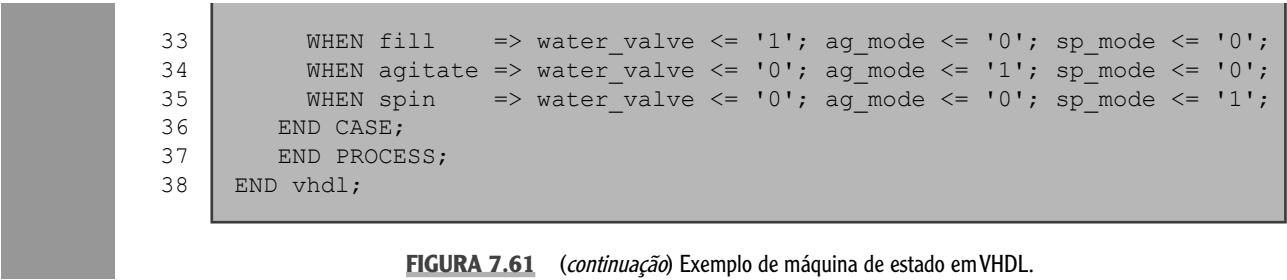 33 WHEN fill => water_valve <= '1'; ag_mode <= '0'; sp_mode <= '0';
34 WHEN agitate => water_valve <= '0'; ag_mode <= '1'; sp_mode <= '0';
35 WHEN spin => water_valve <= '0'; ag_mode <= '0'; sp_mode <= '1';
36 END CASE;
37 END PROCESS;
38 END vhdl;
FIGURA 7.61 (continuação) Exemplo de máquina de estado em VHDL.